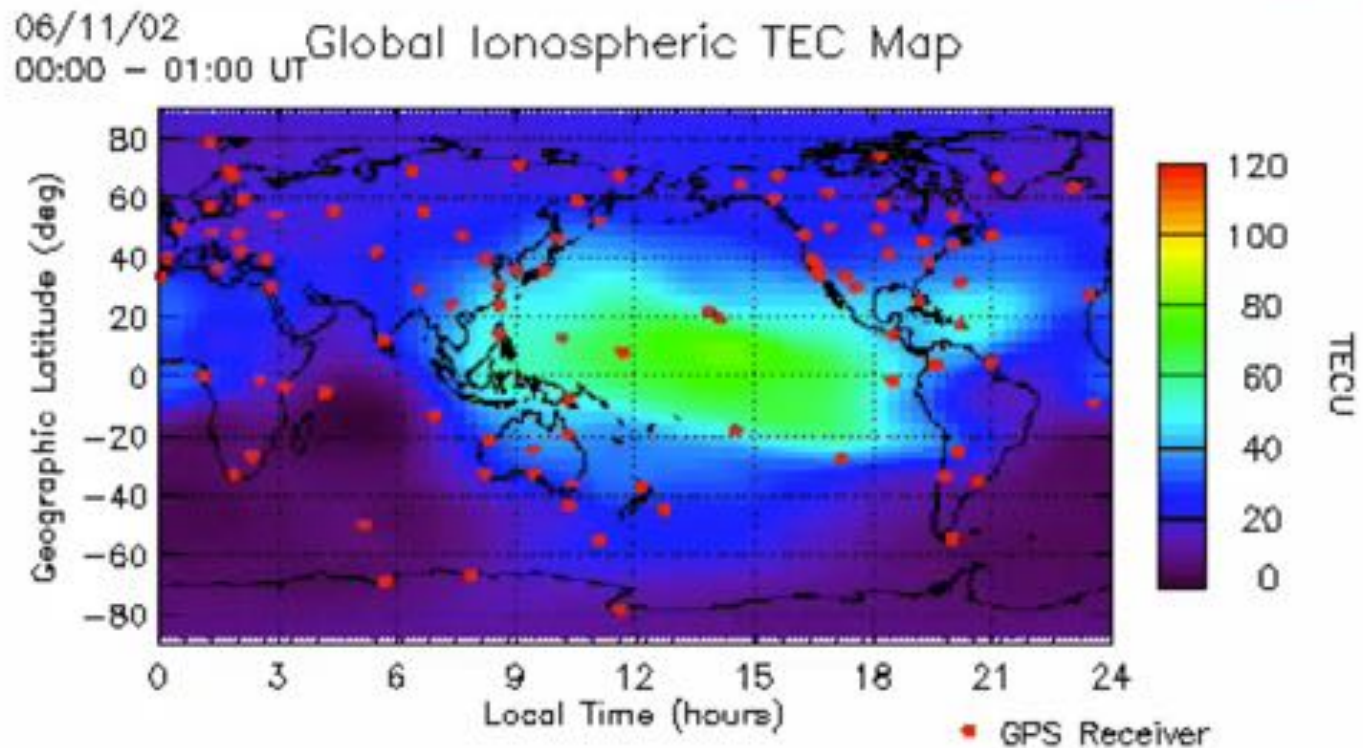 06/11/02
00:00 - 01:00 UT
Global Ionospheric TEC Map
Geographic Latitude (deg)
80
60
40
20
0
-20
-40
-60
-80
0 3 6 9 12 15 18 21 24
Local Time (hours)
120
100
80
60
40
20
0
TECU
GPS Receiver